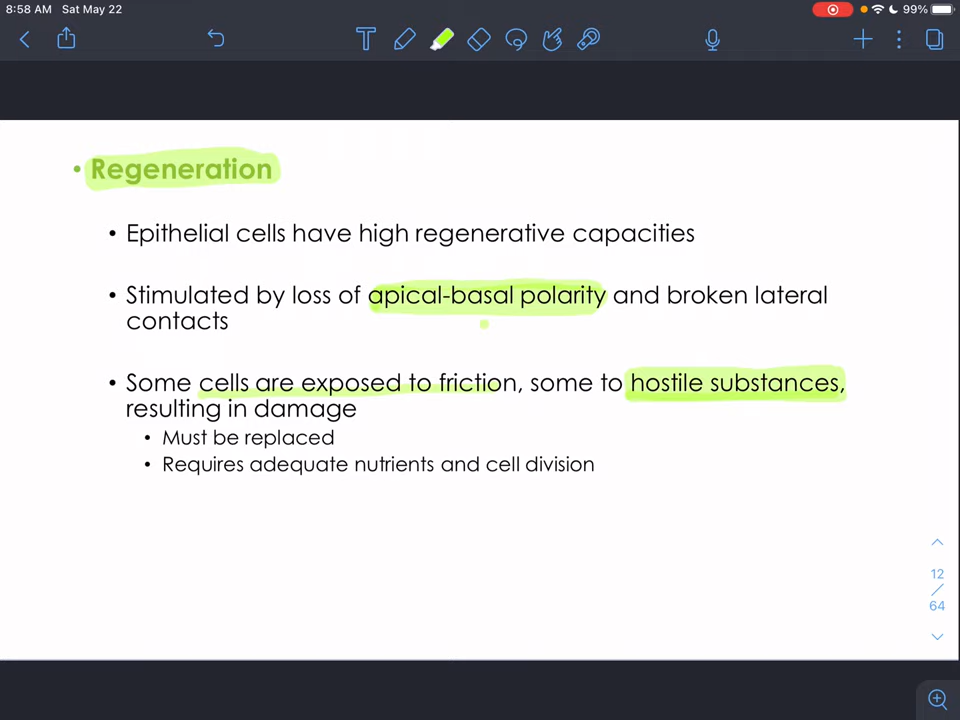 8:58 AM Sat May 22
99%
• Regeneration
• Epithelial cells have high regenerative capacities
• Stimulated by loss of apical-basal polarity and broken lateral
contacts
• Some cells are exposed to friction, some to hostile substances,
resulting in damage
• Must be replaced
• Requires adequate nutrients and cell division
12
/
64